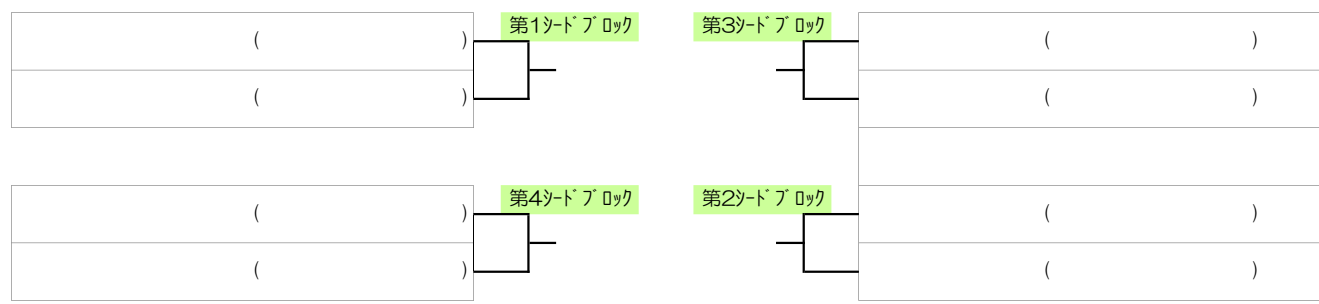 第1ｼｰﾄﾞﾌﾞﾛｯｸ
第3ｼｰﾄﾞﾌﾞﾛｯｸ
(　　　　　　)
(　　　　　　)
(　　　　　　)
(　　　　　　)
第4ｼｰﾄﾞﾌﾞﾛｯｸ
第2ｼｰﾄﾞﾌﾞﾛｯｸ
(　　　　　　)
(　　　　　　)
(　　　　　　)
(　　　　　　)